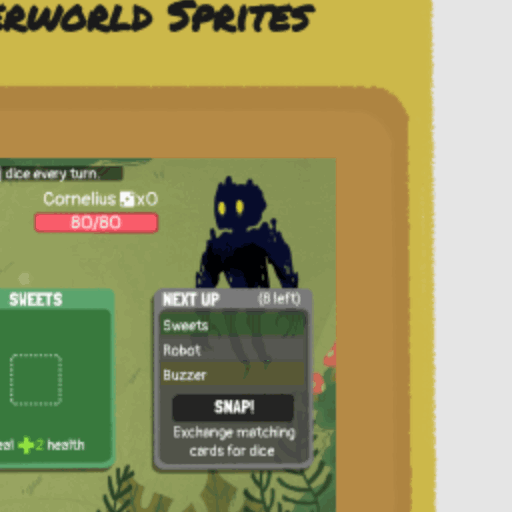 ERWORLD SPRITES
dice every turn.
Cornelius x0
80/80
SWEETS
NEXT UP (8 left)
Sweets
Robot
Buzzer
SNAP!
Exchange matching
cards for dice
eal +2 health